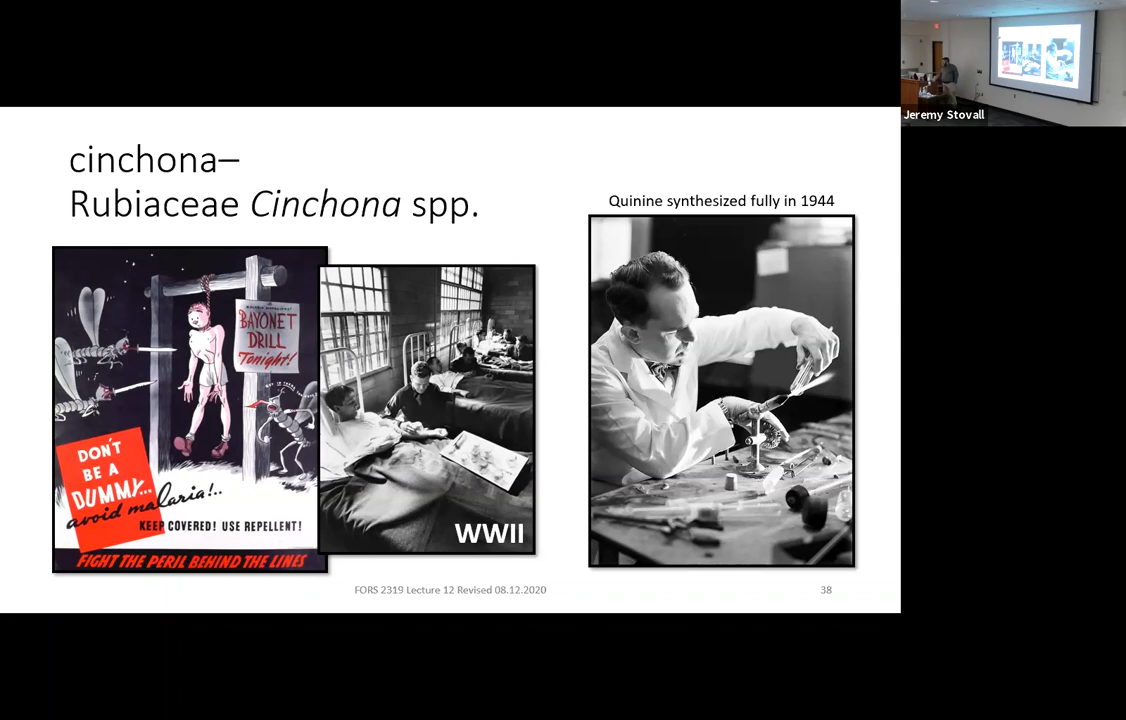 cinchona–
Rubiaceae Cinchona spp.
Quinine synthesized fully in 1944
BAYONET
DRILL
Tonight!
DON'T
BE A
DUMMY...
avoid malaria!..
KEEP COVERED! USE REPELLENT!
FIGHT THE PERIL BEHIND THE LINES
WWII
FORS 2319 Lecture 12 Revised 08.12.2020
38
Jeremy Stovall